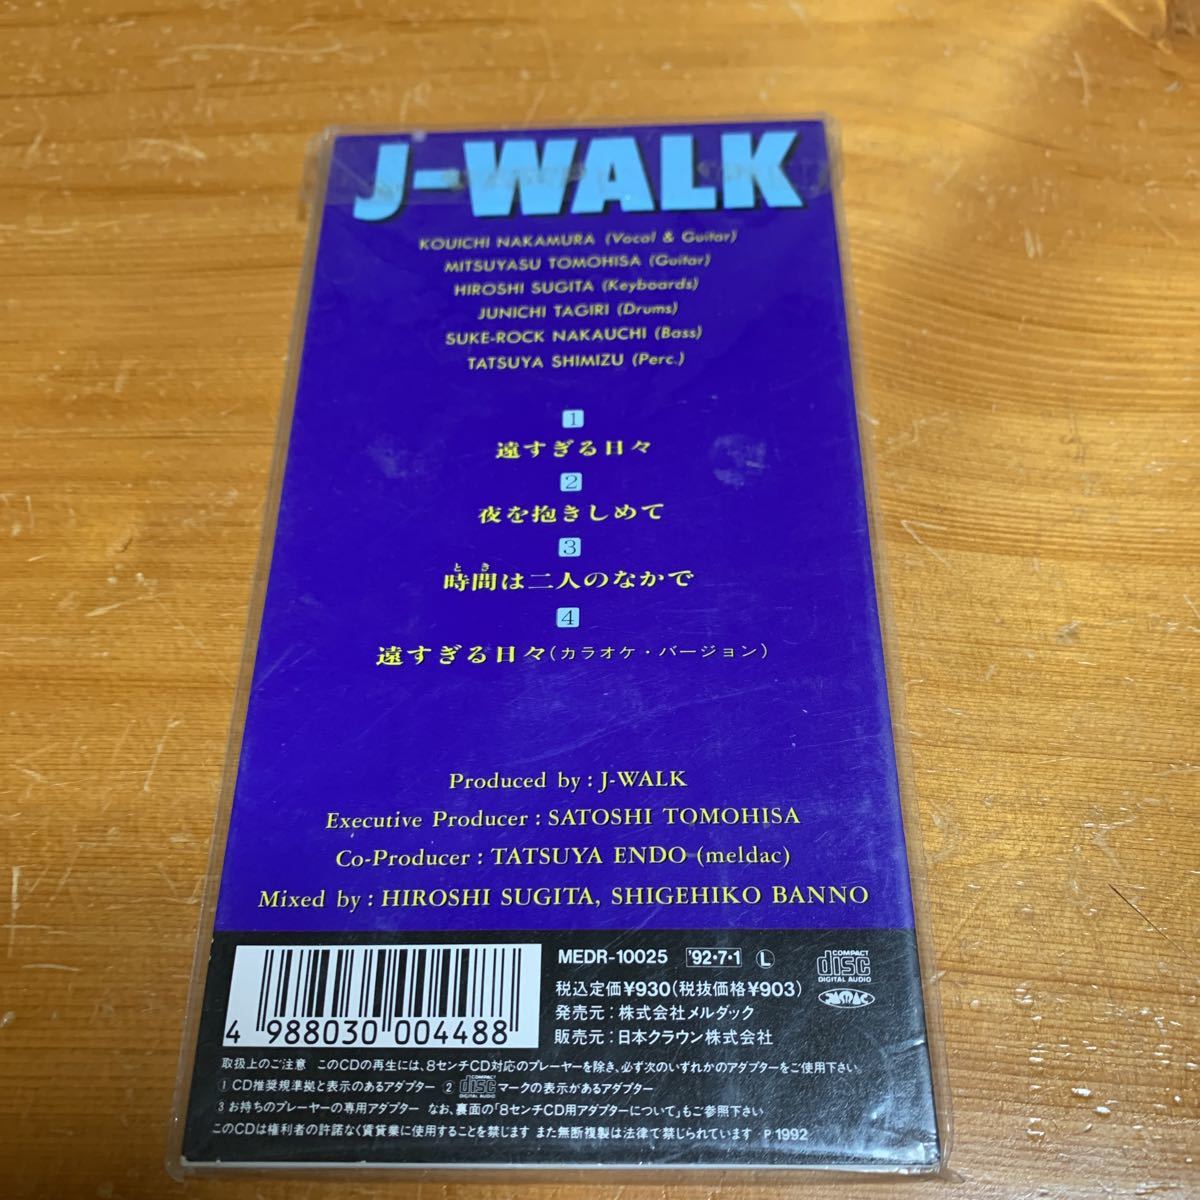 J-WALK
KOUICHI NAKAMURA (Vocal & Guitar)
MITSUYASU TOMOHISA (Guitar)
HIROSHI SUGITA (Keyboards)
JUNICHI TAGIRI (Drums)
SUKE-ROCK NAKAUCHI (Bass)
TATSUYA SHIMIZU (Perc.)
1
遠すぎる日々
2
夜を抱きしめて
3
とき
時間は二人のなかで
4
遠すぎる日々(カラオケ・バージョン)
Produced by : J-WALK
Executive Producer : SATOSHI TOMOHISA
Co-Producer : TATSUYA ENDO (meldac)
Mixed by : HIROSHI SUGITA, SHIGEHIKO BANNO
MEDR-10025 '92・7・1 L
COMPACT disc DIGITAL AUDIO
税込定価¥930(税抜価格¥903)
発売元：株式会社メルダック
販売元：日本クラウン株式会社
4 988030 004488
取扱上のご注意 このCDの再生には、8センチCD対応のプレーヤーを除き、必ず次のいずれかのアダプターをご使用下さい。
1 CD推奨規準拠と表示のあるアダプター 2 COMPACT disc DIGITAL AUDIO マークの表示があるアダプター
3 お持ちのプレーヤーの専用アダプター なお、裏面の「8センチCD用アダプターについて」もご参照下さい
このCDは権利者の許諾なく賃貸業に使用することを禁じます また無断複製は法律で禁じられています P 1992